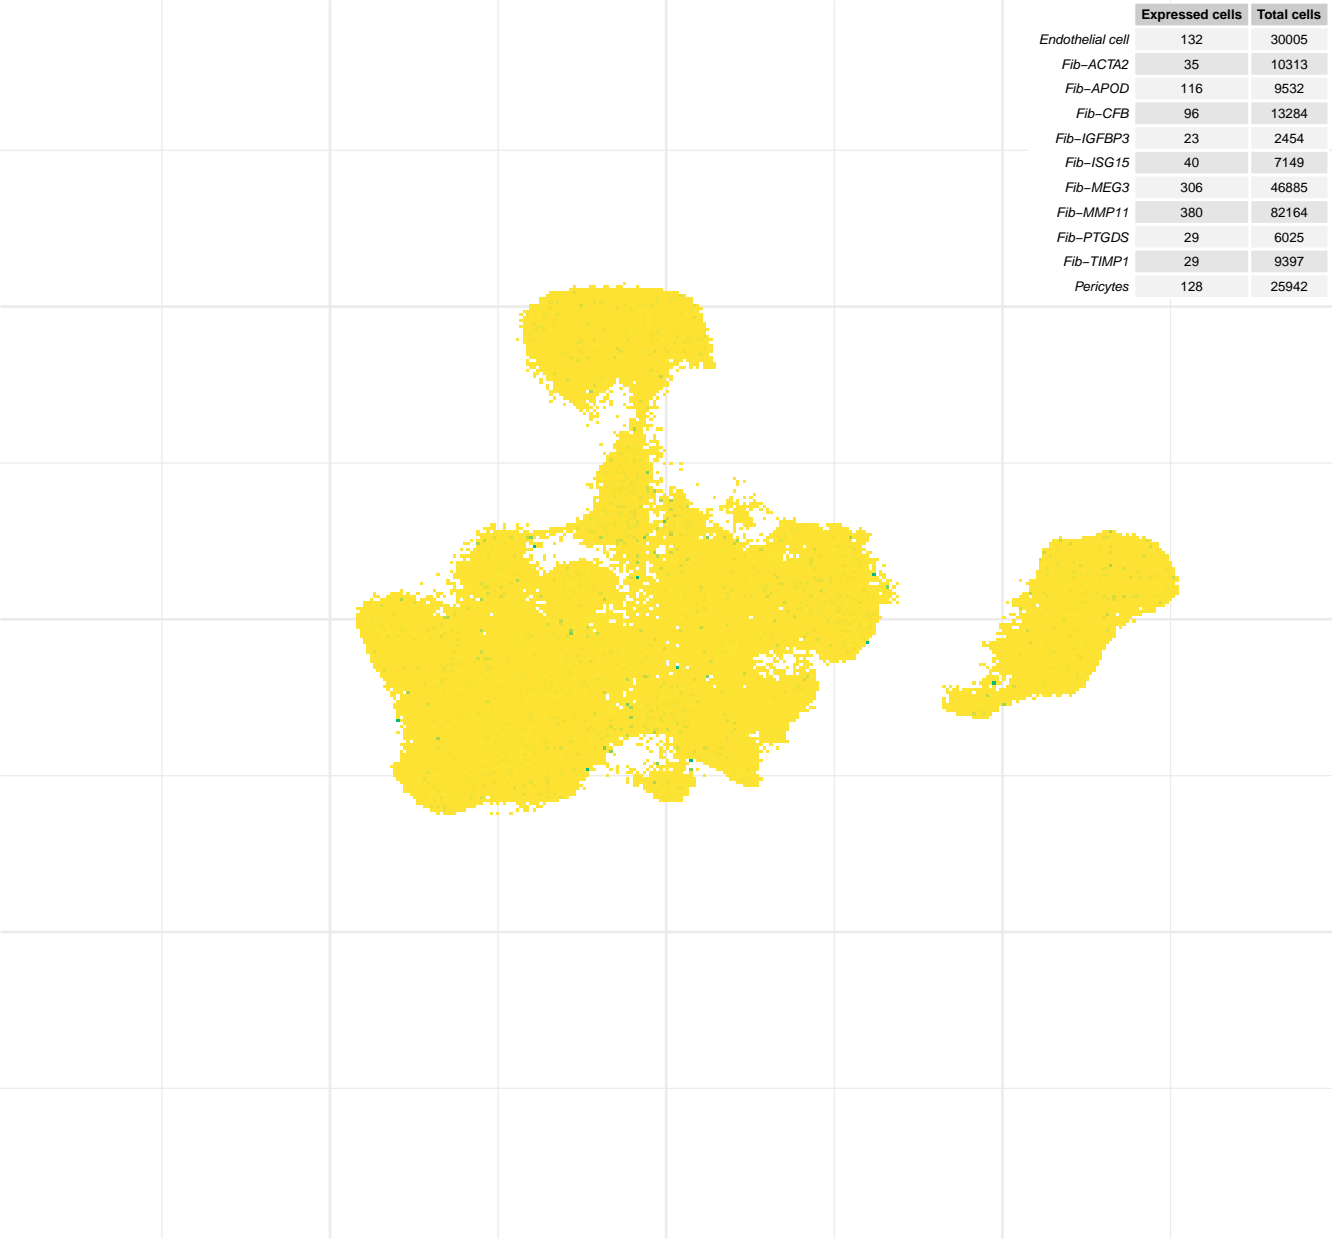 Expressed cells Total cells
Endothelial cell 132 30005
Fib−ACTA2 35 10313
Fib−APOD 116 9532
Fib−CFB 96 13284
Fib−IGFBP3 23 2454
Fib−ISG15 40 7149
Fib−MEG3 306 46885
Fib−MMP11 380 82164
Fib−PTGDS 29 6025
Fib−TIMP1 29 9397
Pericytes 128 25942